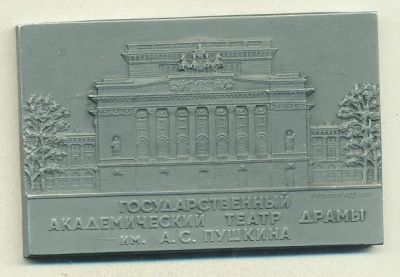 ГОСУДАРСТВЕННЫЙ
АКАДЕМИЧЕСКИЙ ТЕАТР ДРАМЫ
ИМ. А.С. ПУШКИНА